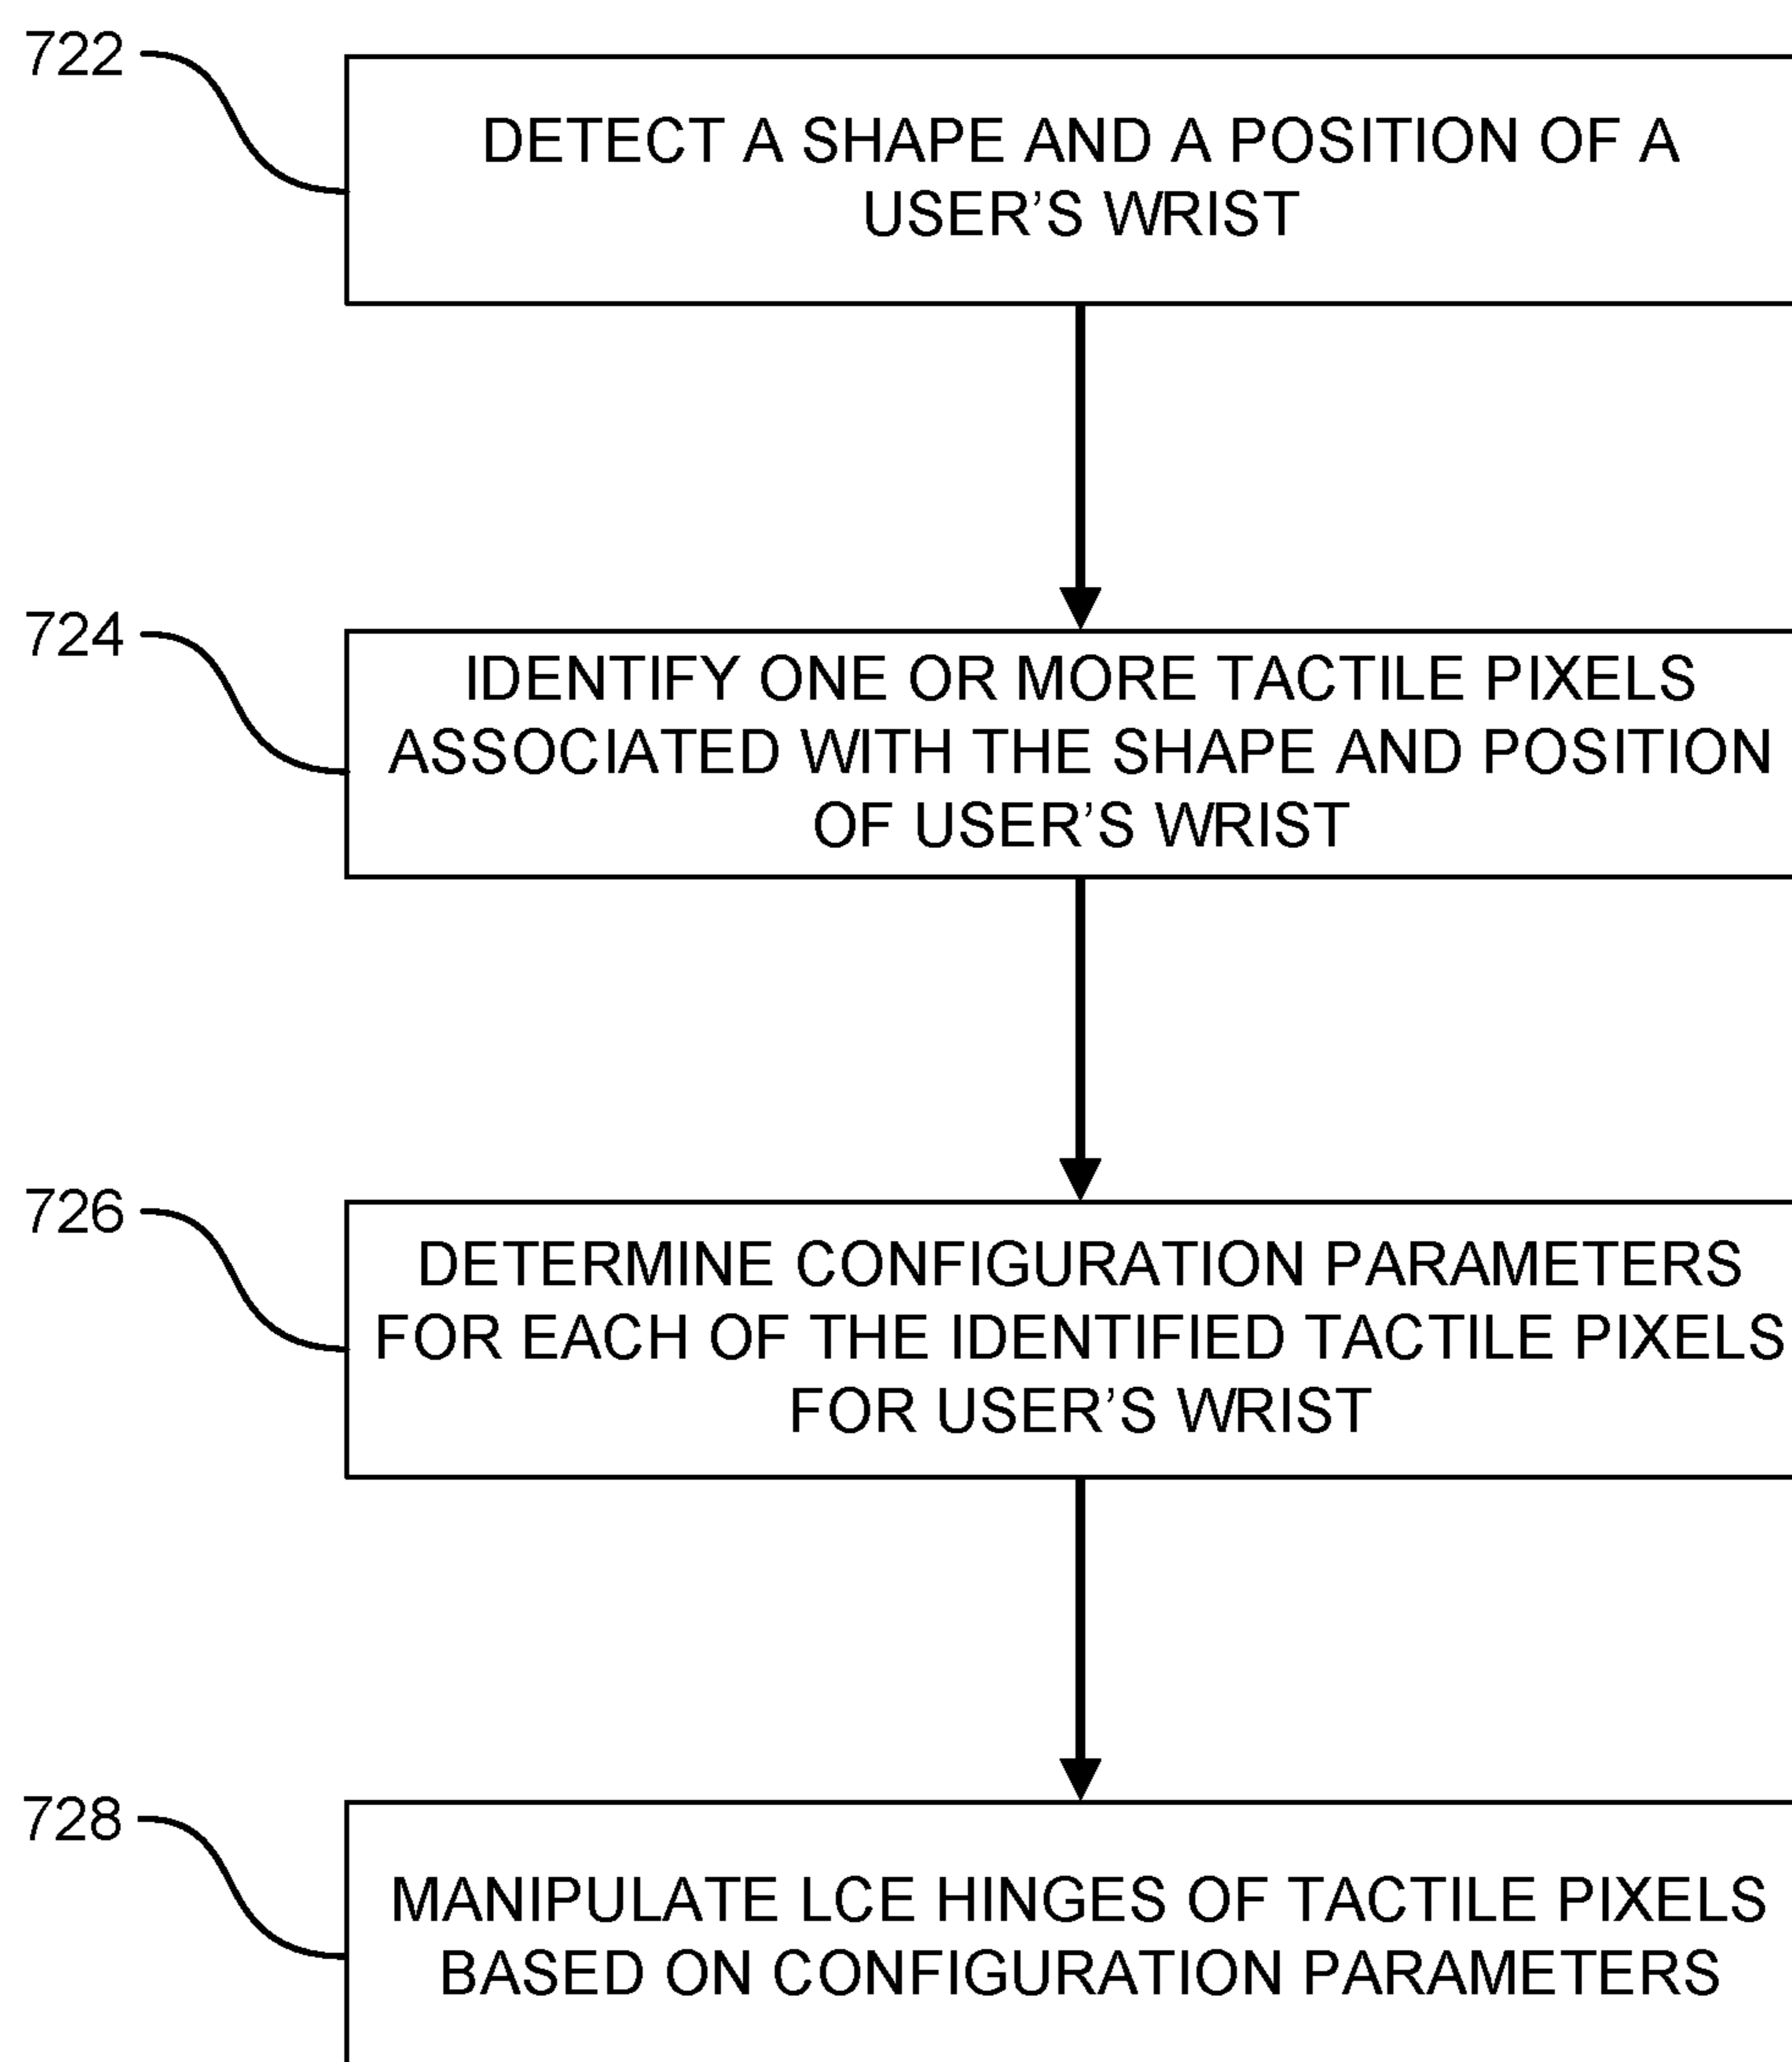 722
DETECT A SHAPE AND A POSITION OF A
USER'S WRIST
724
IDENTIFY ONE OR MORE TACTILE PIXELS
ASSOCIATED WITH THE SHAPE AND POSITION
OF USER'S WRIST
726
DETERMINE CONFIGURATION PARAMETERS
FOR EACH OF THE IDENTIFIED TACTILE PIXELS
FOR USER'S WRIST
728
MANIPULATE LCE HINGES OF TACTILE PIXELS
BASED ON CONFIGURATION PARAMETERS